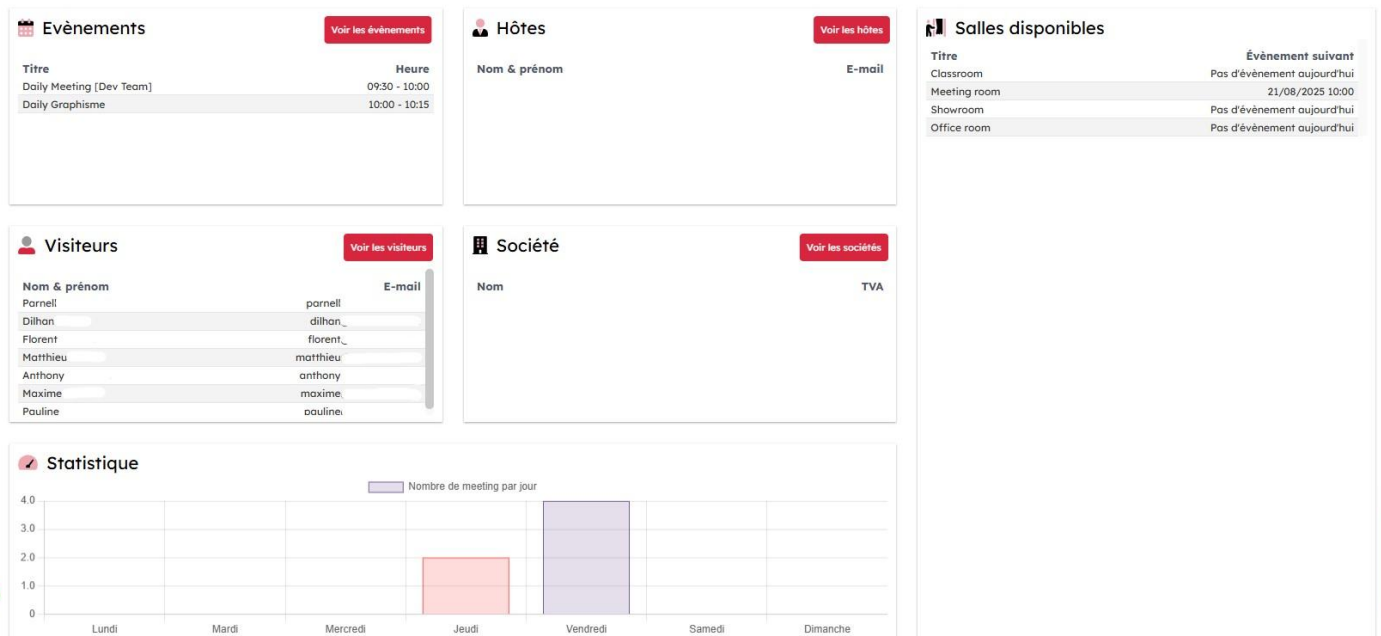 Evènements
Voir les évènements
Titre Heure
Daily Meeting [Dev Team] 09:30 - 10:00
Daily Graphisme 10:00 - 10:15
Hôtes
Voir les hôtes
Nom & prénom E-mail
Salles disponibles
Titre Évènement suivant
Classroom Pas d'évènement aujourd'hui
Meeting room 21/08/2025 10:00
Showroom Pas d'évènement aujourd'hui
Office room Pas d'évènement aujourd'hui
Visiteurs
Voir les visiteurs
Nom & prénom E-mail
Parnell parnell
Dilhan dilhan
Florent florent
Matthieu matthieu
Anthony anthony
Maxime maxime
Pauline pauline
Société
Voir les sociétés
Nom TVA
Statistique
Nombre de meeting par jour
4.0
3.0
2.0
1.0
0
Lundi Mardi Mercredi Jeudi Vendredi Samedi Dimanche